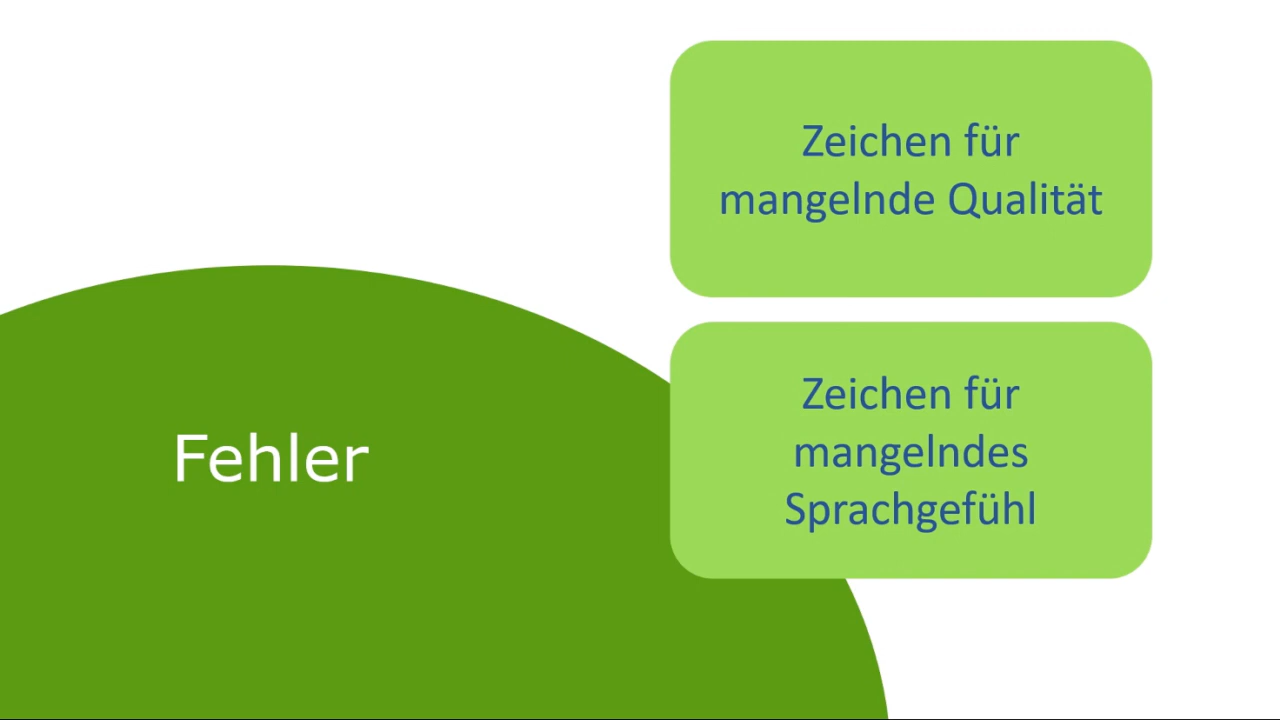 Fehler
Zeichen für
mangelnde Qualität
Zeichen für
mangelndes
Sprachgefühl